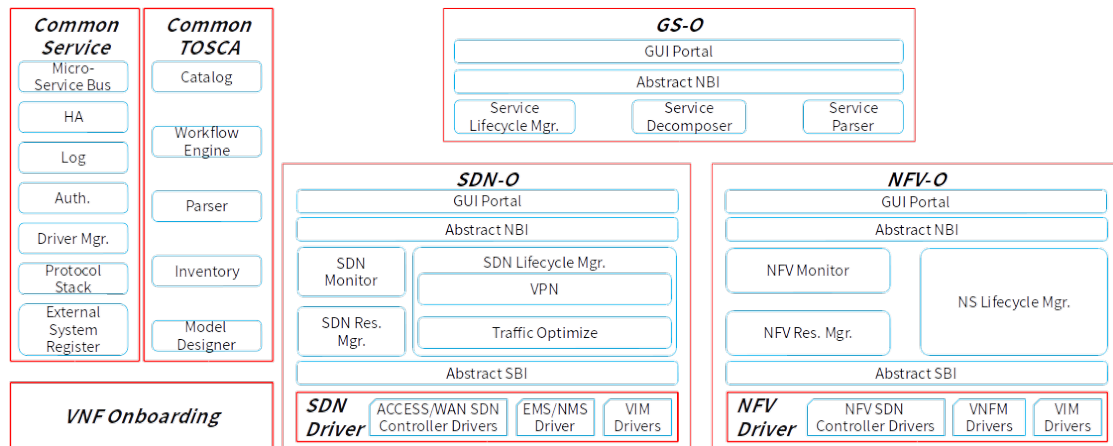 Common
Service
Micro-
Service Bus
HA
Log
Auth.
Driver Mgr.
Protocol
Stack
External
System
Register
Common
TOSCA
Catalog
Workflow
Engine
Parser
Inventory
Model
Designer
VNF Onboarding
GS-O
GUI Portal
Abstract NBI
Service
Lifecycle Mgr.
Service
Decomposer
Service
Parser
SDN-O
GUI Portal
Abstract NBI
SDN
Monitor
SDN Res.
Mgr.
SDN Lifecycle Mgr.
VPN
Traffic Optimize
Abstract SBI
SDN
Driver
ACCESS/WAN SDN
Controller Drivers
EMS/NMS
Driver
VIM
Drivers
NFV-O
GUI Portal
Abstract NBI
NFV Monitor
NFV Res. Mgr.
NS Lifecycle Mgr.
Abstract SBI
NFV
Driver
NFV SDN
Controller Drivers
VNFM
Drivers
VIM
Drivers